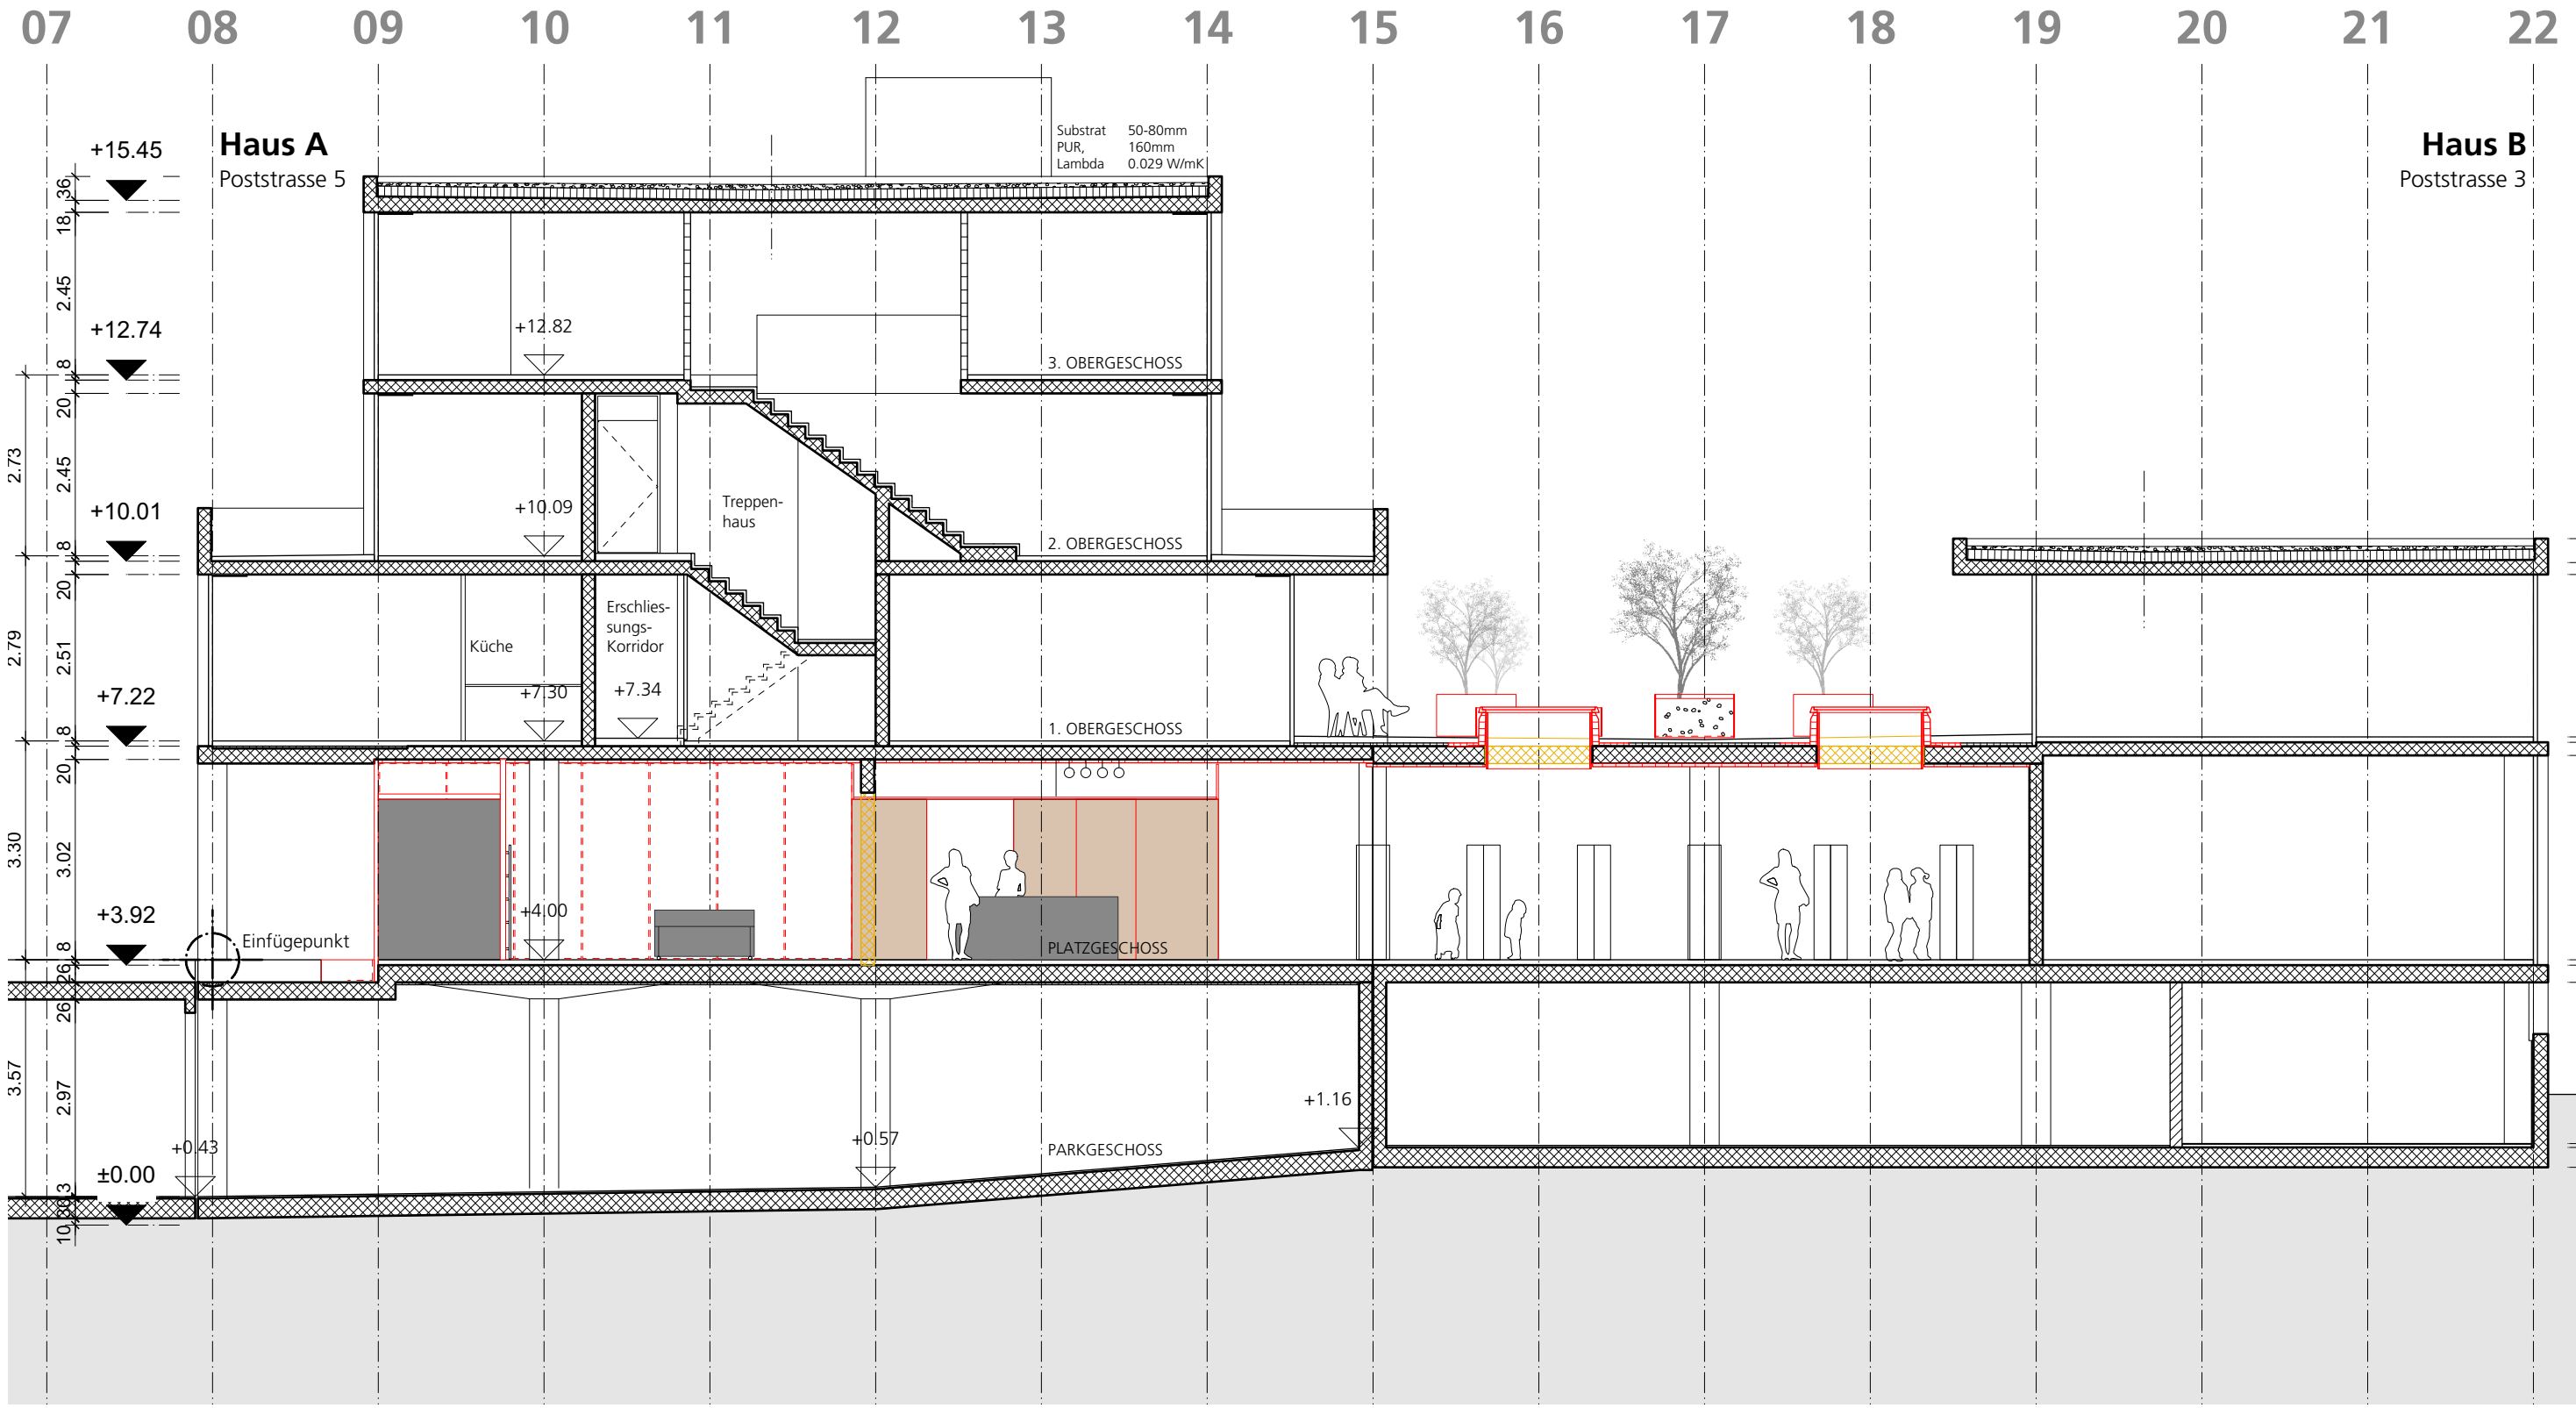 07 08 09 10 11 12 13 14 15 16 17 18 19 20 21 22
Haus A
Poststrasse 5
Haus B
Poststrasse 3
Substrat 50-80mm
PUR, 160mm
Lambda 0.029 W/mK
+15.45
36
18
2.45
+12.74
8
20
2.73
2.45
+10.01
8
20
2.79
2.51
+7.22
8
20
3.30
3.02
+3.92
8
26
26
3.57
2.97
±0.00
10
+12.82
3. OBERGESCHOSS
+10.09
Treppen-
haus
2. OBERGESCHOSS
Küche
Erschlies-
sungs-
Korridor
+7.30
+7.34
1. OBERGESCHOSS
+4.00
Einfügepunkt
PLATZGESCHOSS
+0.43
+0.57
+1.16
PARKGESCHOSS